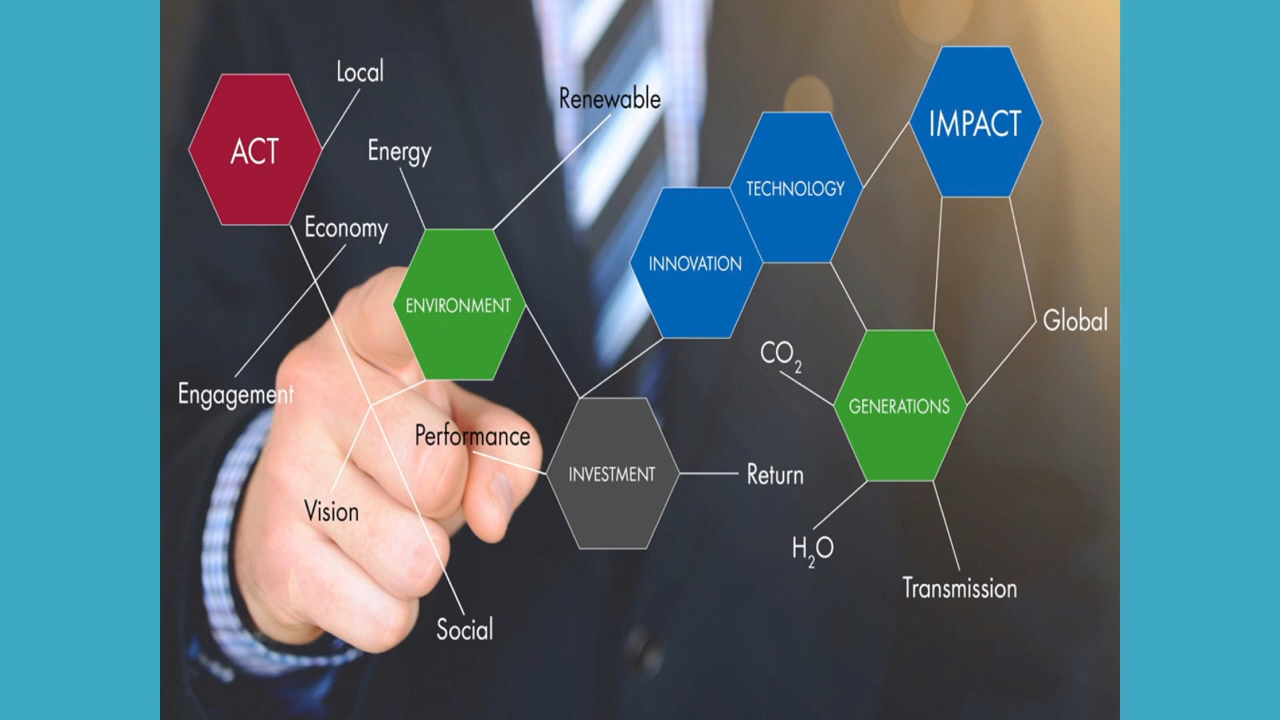 Local
ACT
Energy
Economy
Engagement
Renewable
ENVIRONMENT
Performance
Vision
Social
INVESTMENT
Return
INNOVATION
TECHNOLOGY
IMPACT
Global
CO₂
GENERATIONS
H₂O
Transmission